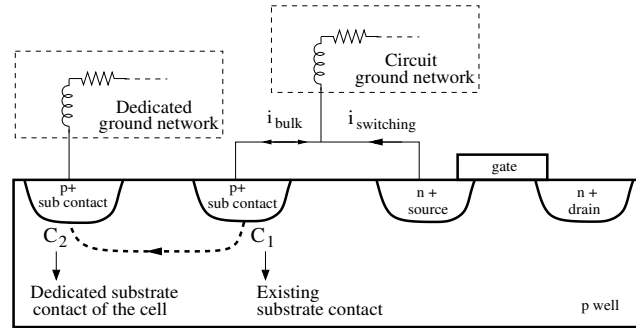 Circuit
ground network
Dedicated
ground network
i bulk
i switching
gate
p+
sub contact
p+
sub contact
n +
source
n +
drain
C2
C1
Dedicated substrate
contact of the cell
Existing
substrate contact
p well